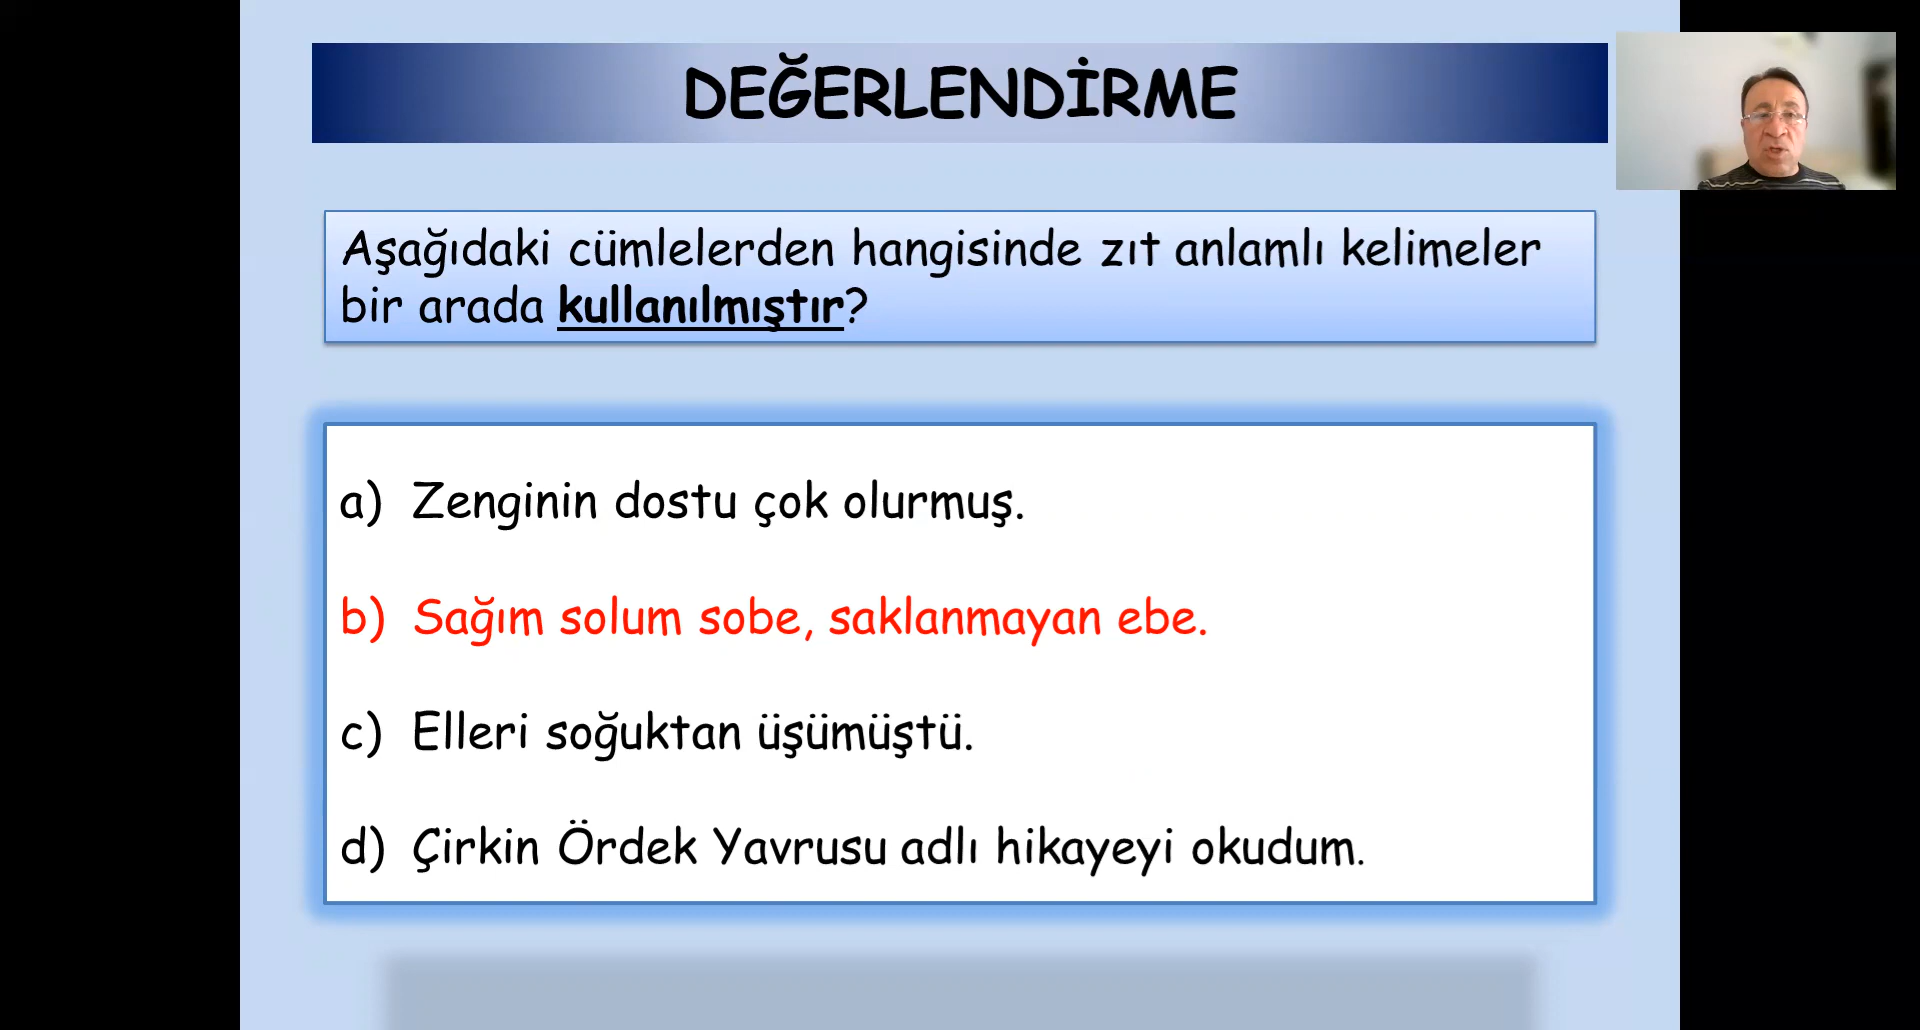 DEĞERLENDİRME
Aşağıdaki cümlelerden hangisinde zıt anlamlı kelimeler
bir arada kullanılmıştır?
a) Zenginin dostu çok olurmuş.
b) Sağım solum sobe, saklanmayan ebe.
c) Elleri soğuktan üşümüştü.
d) Çirkin Ördek Yavrusu adlı hikayeyi okudum.